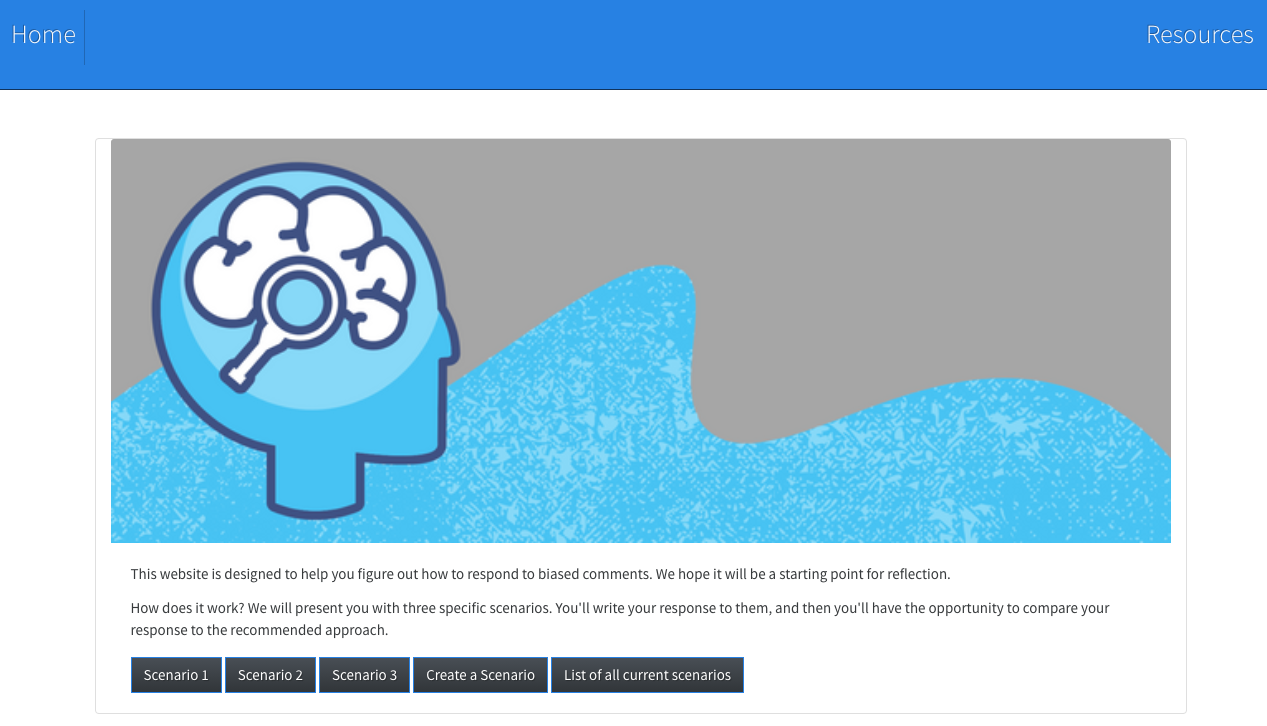 Home
Resources
This website is designed to help you figure out how to respond to biased comments. We hope it will be a starting point for reflection.
How does it work? We will present you with three specific scenarios. You'll write your response to them, and then you'll have the opportunity to compare your
response to the recommended approach.
Scenario 1
Scenario 2
Scenario 3
Create a Scenario
List of all current scenarios